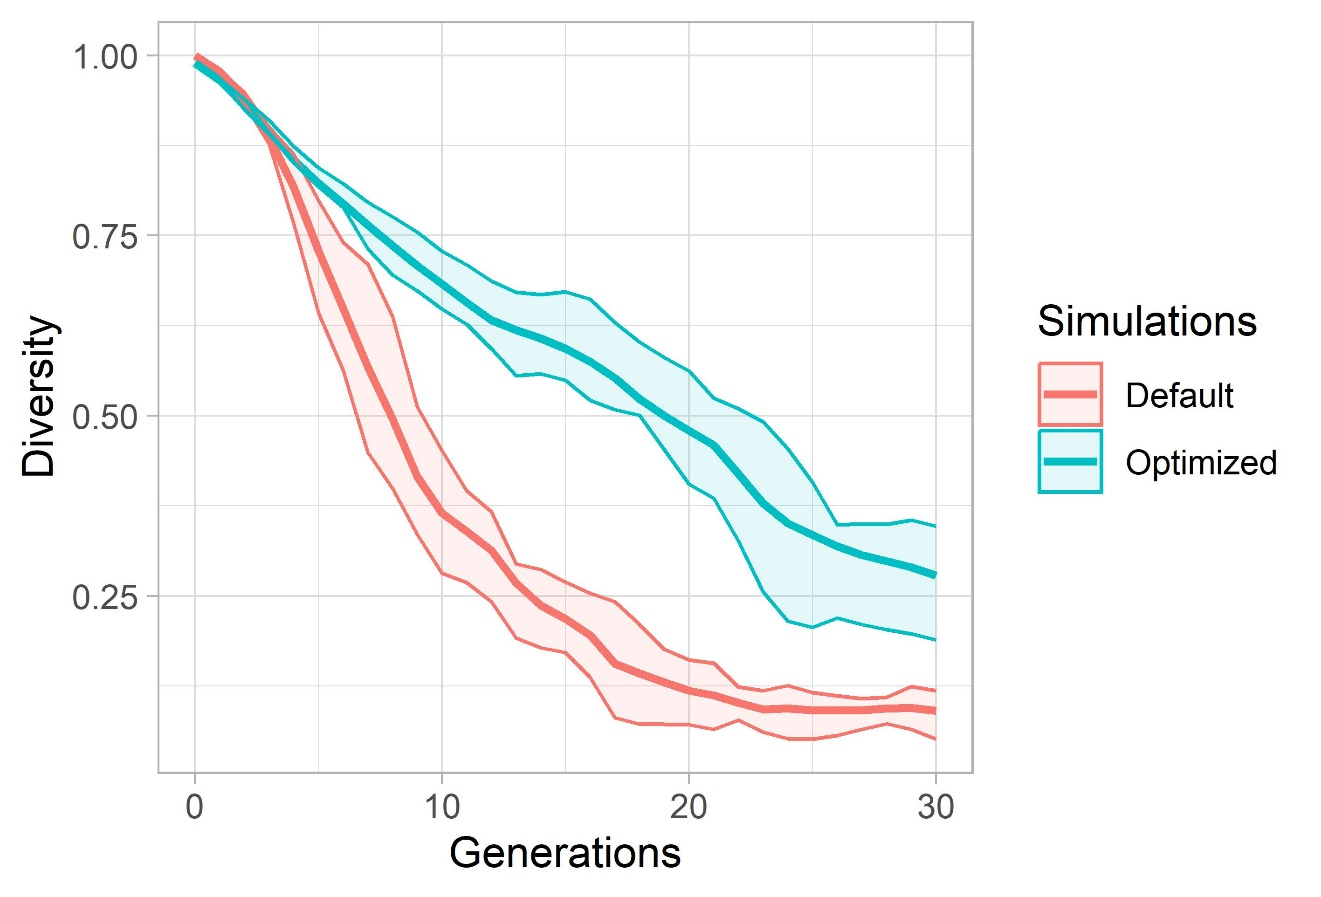 1.00
0.75
0.50
0.25
Diversity
0 10 20 30
Generations
Simulations
Default
Optimized